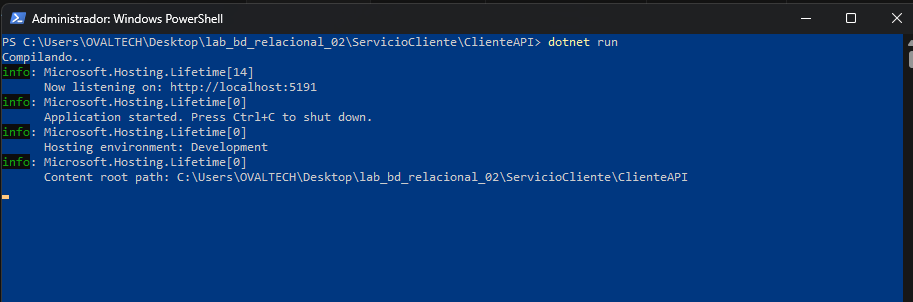 Administrador: Windows PowerShell
PS C:\Users\OVALTECH\Desktop\lab_bd_relacional_02\ServicioCliente\ClienteAPI> dotnet run
Compilando...
info: Microsoft.Hosting.Lifetime[14]
      Now listening on: http://localhost:5191
info: Microsoft.Hosting.Lifetime[0]
      Application started. Press Ctrl+C to shut down.
info: Microsoft.Hosting.Lifetime[0]
      Hosting environment: Development
info: Microsoft.Hosting.Lifetime[0]
      Content root path: C:\Users\OVALTECH\Desktop\lab_bd_relacional_02\ServicioCliente\ClienteAPI